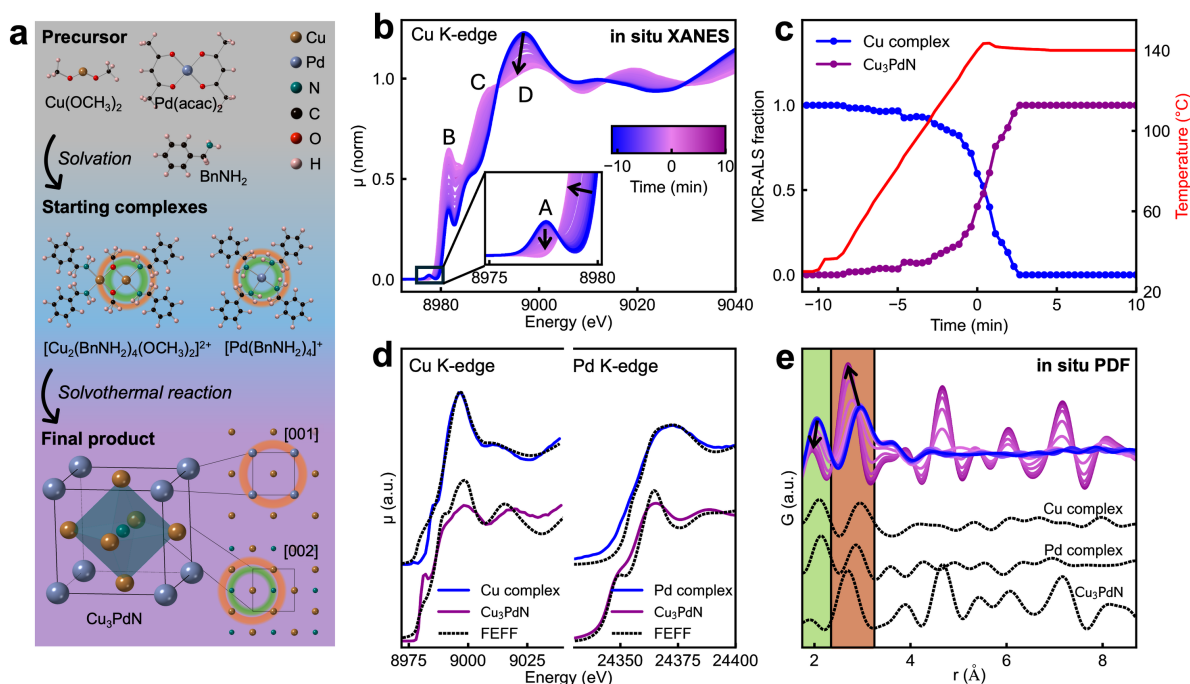 a
Precursor
Cu
Pd
N
C
O
H
Cu(OCH₃)₂
Pd(acac)₂
Solvation
BnNH₂
Starting complexes
[Cu₂(BnNH₂)₄(OCH₃)₂]²⁺
[Pd(BnNH₂)₄]⁺
Solvothermal reaction
Final product
[001]
[002]
Cu₃PdN
b
Cu K-edge
in situ XANES
C
D
B
A
μ (norm)
1.0
0.5
0.0
-10
0
10
Time (min)
8975
8980
8980
9000
9020
9040
Energy (eV)
c
Cu complex
Cu₃PdN
MCR-ALS fraction
1.0
0.5
0.0
Temperature (°C)
140
100
60
20
-10
-5
0
5
10
Time (min)
d
Cu K-edge
Pd K-edge
μ (a.u.)
Cu complex
Cu₃PdN
FEFF
Pd complex
Cu₃PdN
FEFF
8975
9000
9025
24350
24375
24400
Energy (eV)
Energy (eV)
e
in situ PDF
G (a.u.)
Cu complex
Pd complex
Cu₃PdN
2
4
6
8
r (Å)